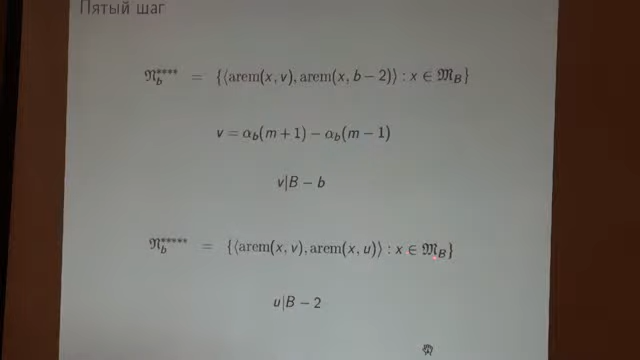 Пятый шаг
𝔑_b^{****} = {⟨arem(x, v), arem(x, b − 2)⟩ : x ∈ 𝔐_B}
v = α_b(m + 1) − α_b(m − 1)
v|B − b
𝔑_b^{*****} = {⟨arem(x, v), arem(x, u)⟩ : x ∈ 𝔐_B}
u|B − 2